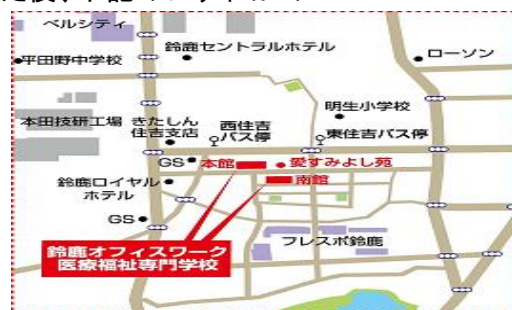 ベルシティ
鈴鹿セントラルホテル
ローソン
平田野中学校
明生小学校
本田技研工場
きたしん
住吉支店
西住吉
バス停
東住吉バス停
GS
本館
愛すみよし苑
南館
鈴鹿ロイヤル
ホテル
GS
フレスポ鈴鹿
鈴鹿オフィスワーク
医療福祉専門学校